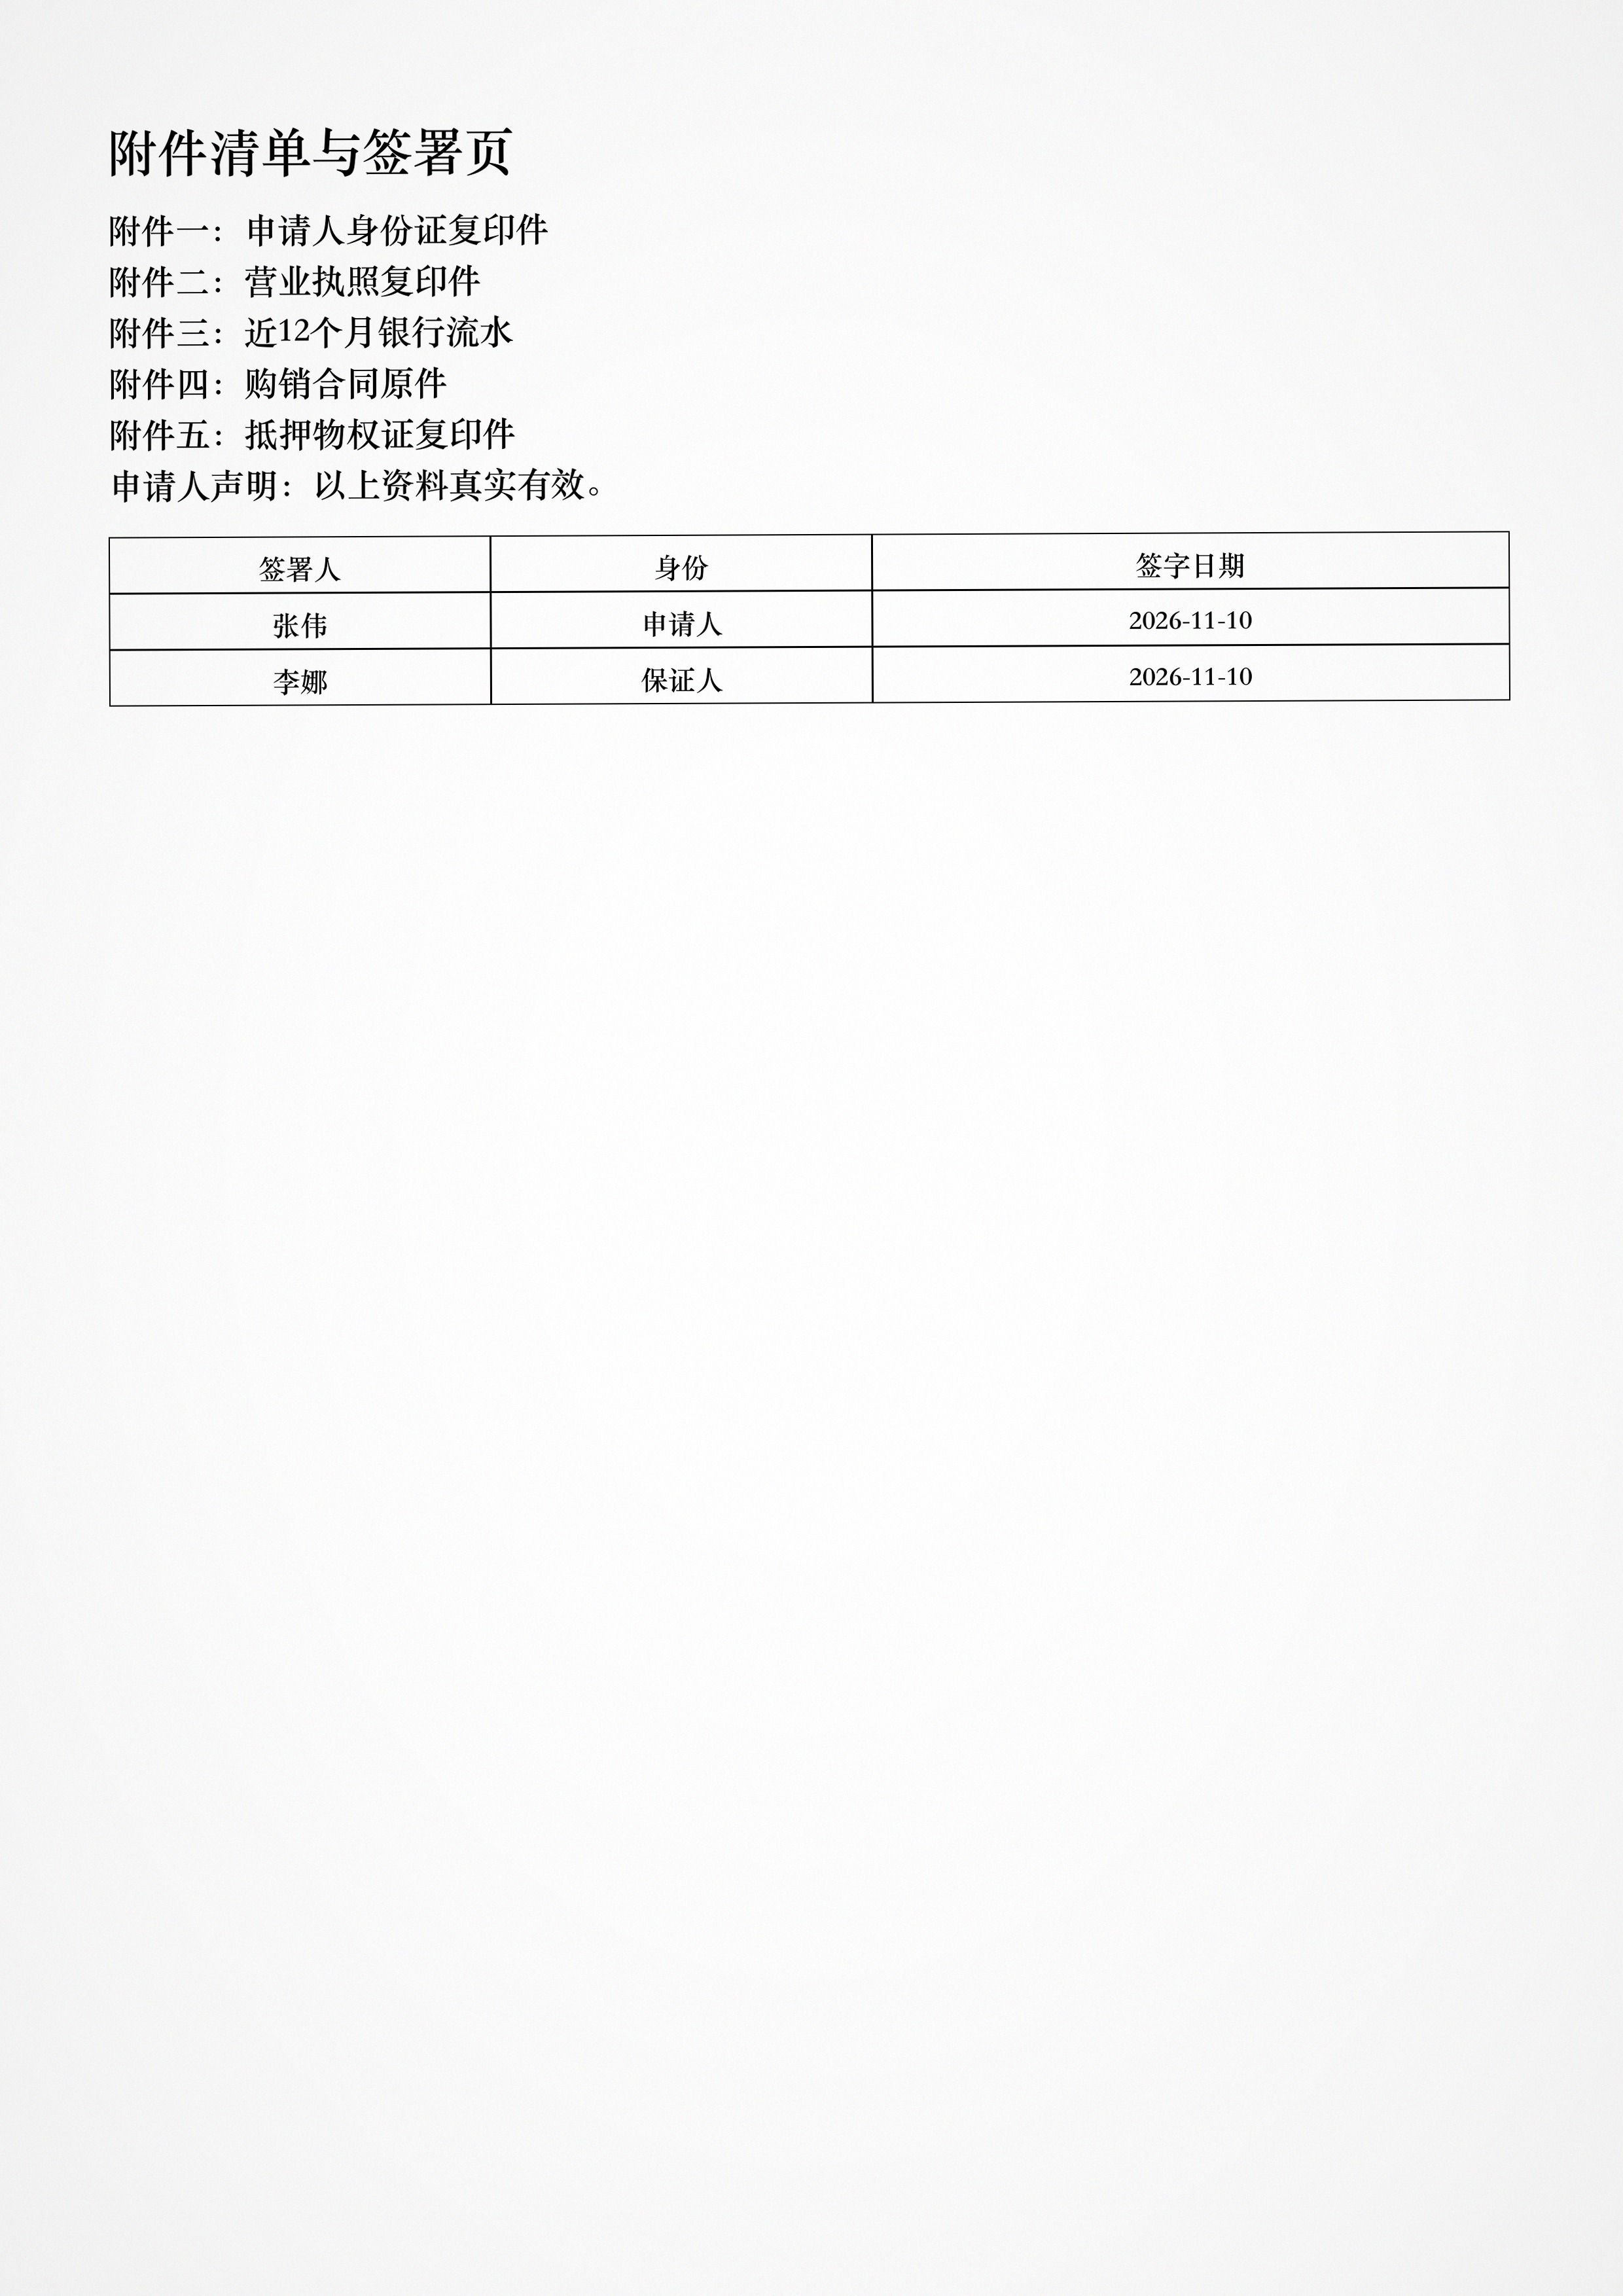 附件清单与签署页
附件一：申请人身份证复印件
附件二：营业执照复印件
附件三：近12个月银行流水
附件四：购销合同原件
附件五：抵押物权证复印件
申请人声明：以上资料真实有效。
签署人 身份 签字日期
张伟 申请人 2026-11-10
李娜 保证人 2026-11-10